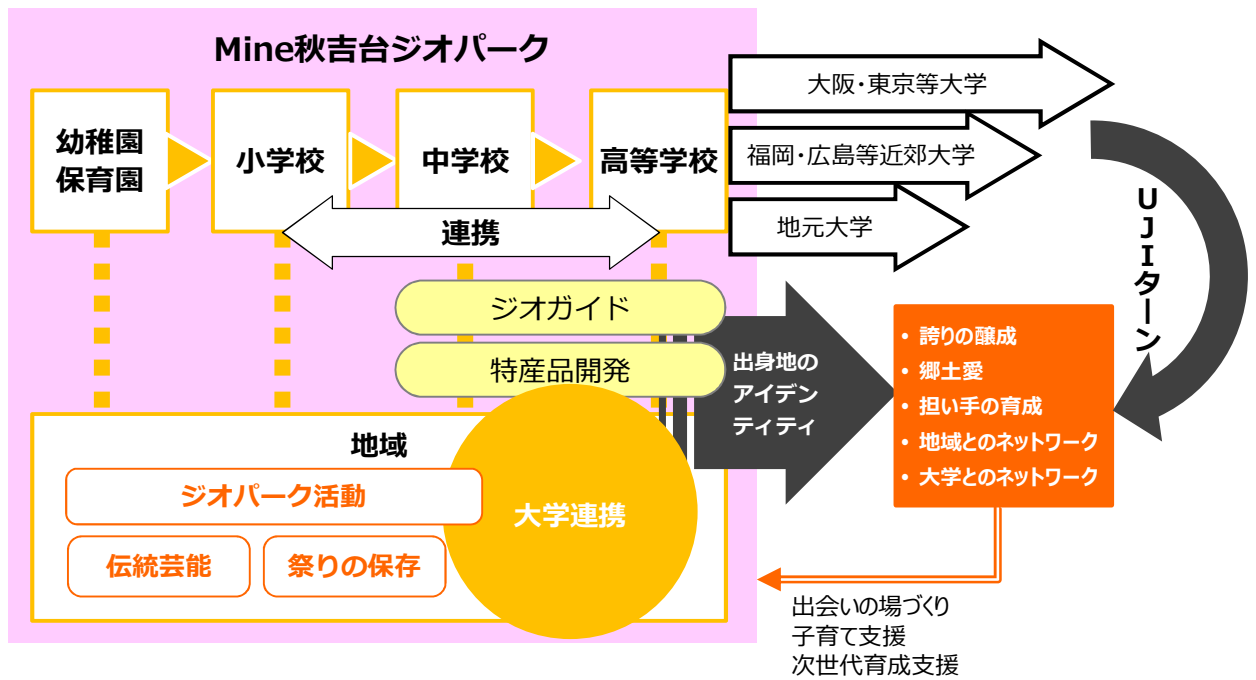 Mine秋吉台ジオパーク
幼稚園
保育園
小学校
中学校
高等学校
連携
大阪・東京等大学
福岡・広島等近郊大学
地元大学
UJIターン
ジオガイド
特産品開発
出身地の
アイデン
ティティ
• 誇りの醸成
• 郷土愛
• 担い手の育成
• 地域とのネットワーク
• 大学とのネットワーク
地域
ジオパーク活動
大学連携
伝統芸能
祭りの保存
出会いの場づくり
子育て支援
次世代育成支援